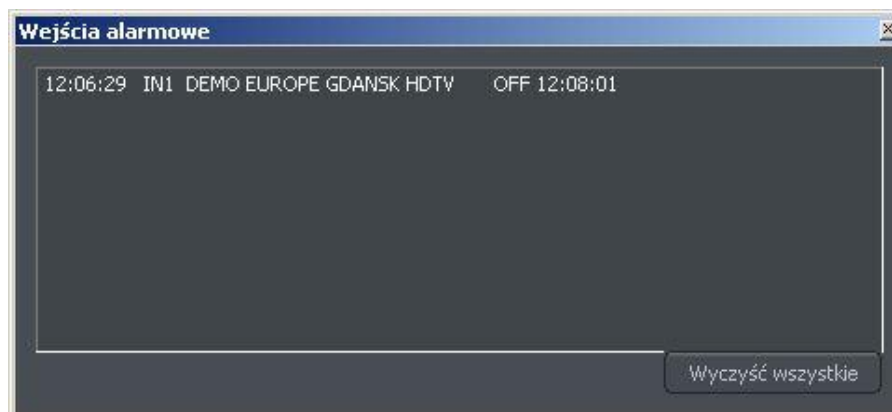 Wejścia alarmowe
12:06:29 IN1 DEMO EUROPE GDANSK HDTV OFF 12:08:01
Wyczyść wszystkie